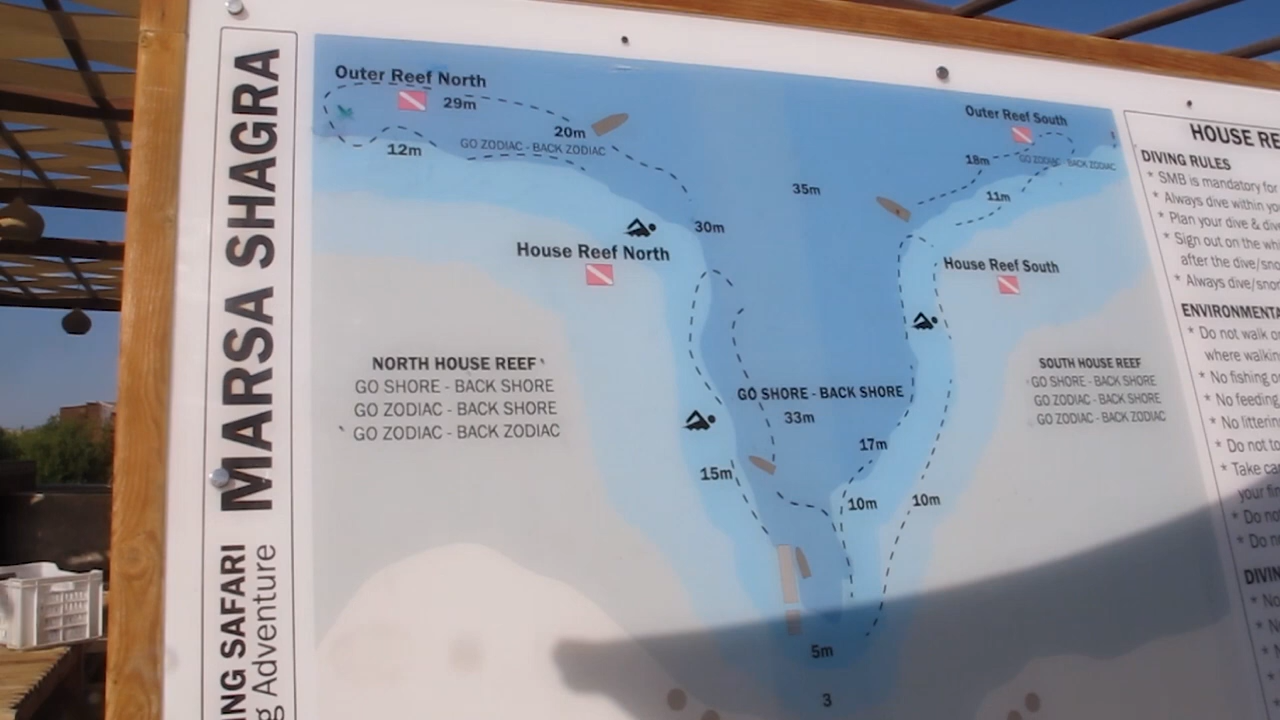 MARSA SHAGRA
SAFARI
Adventure
Outer Reef North
29m
20m
GO ZODIAC - BACK ZODIAC
12m
30m
House Reef North
35m
Outer Reef South
18m
GO ZODIAC - BACK ZODIAC
11m
House Reef South
NORTH HOUSE REEF
GO SHORE - BACK SHORE
GO ZODIAC - BACK SHORE
GO ZODIAC - BACK ZODIAC
GO SHORE - BACK SHORE
33m
17m
15m
10m
10m
5m
3
SOUTH HOUSE REEF
GO SHORE - BACK SHORE
GO ZODIAC - BACK SHORE
GO ZODIAC - BACK ZODIAC
HOUSE RE
DIVING RULES
* SMB is mandatory for
* Always dive within yo
* Plan your dive & div
* Sign out on the wh
after the dive/sno
* Always dive/snor
ENVIRONMENTA
* Do not walk o
where walkin
* No fishing o
* No feeding
* No litterin
* Do not to
* Take ca
your fin
* Do no
* Do n
DIVIN
* No
* No